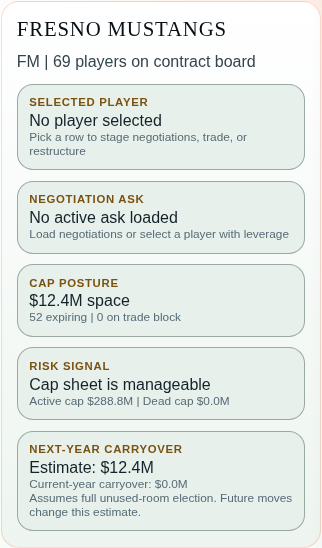 FRESNO MUSTANGS
FM | 69 players on contract board
SELECTED PLAYER
No player selected
Pick a row to stage negotiations, trade, or
restructure
NEGOTIATION ASK
No active ask loaded
Load negotiations or select a player with leverage
CAP POSTURE
$12.4M space
52 expiring | 0 on trade block
RISK SIGNAL
Cap sheet is manageable
Active cap $288.8M | Dead cap $0.0M
NEXT-YEAR CARRYOVER
Estimate: $12.4M
Current-year carryover: $0.0M
Assumes full unused-room election. Future moves
change this estimate.